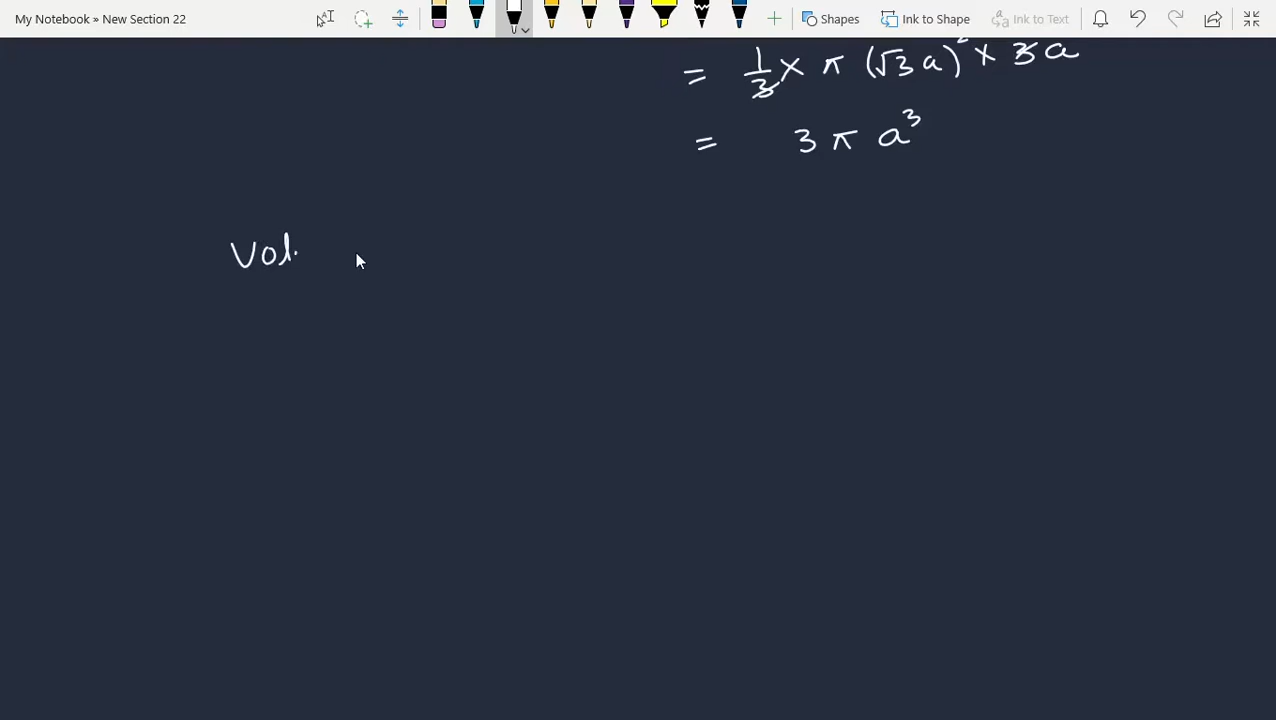 My Notebook » New Section 22
Shapes Ink to Shape Ink to Text
= 1/3 × π (√3 a)² × 3a
= 3 π a³
Vol.